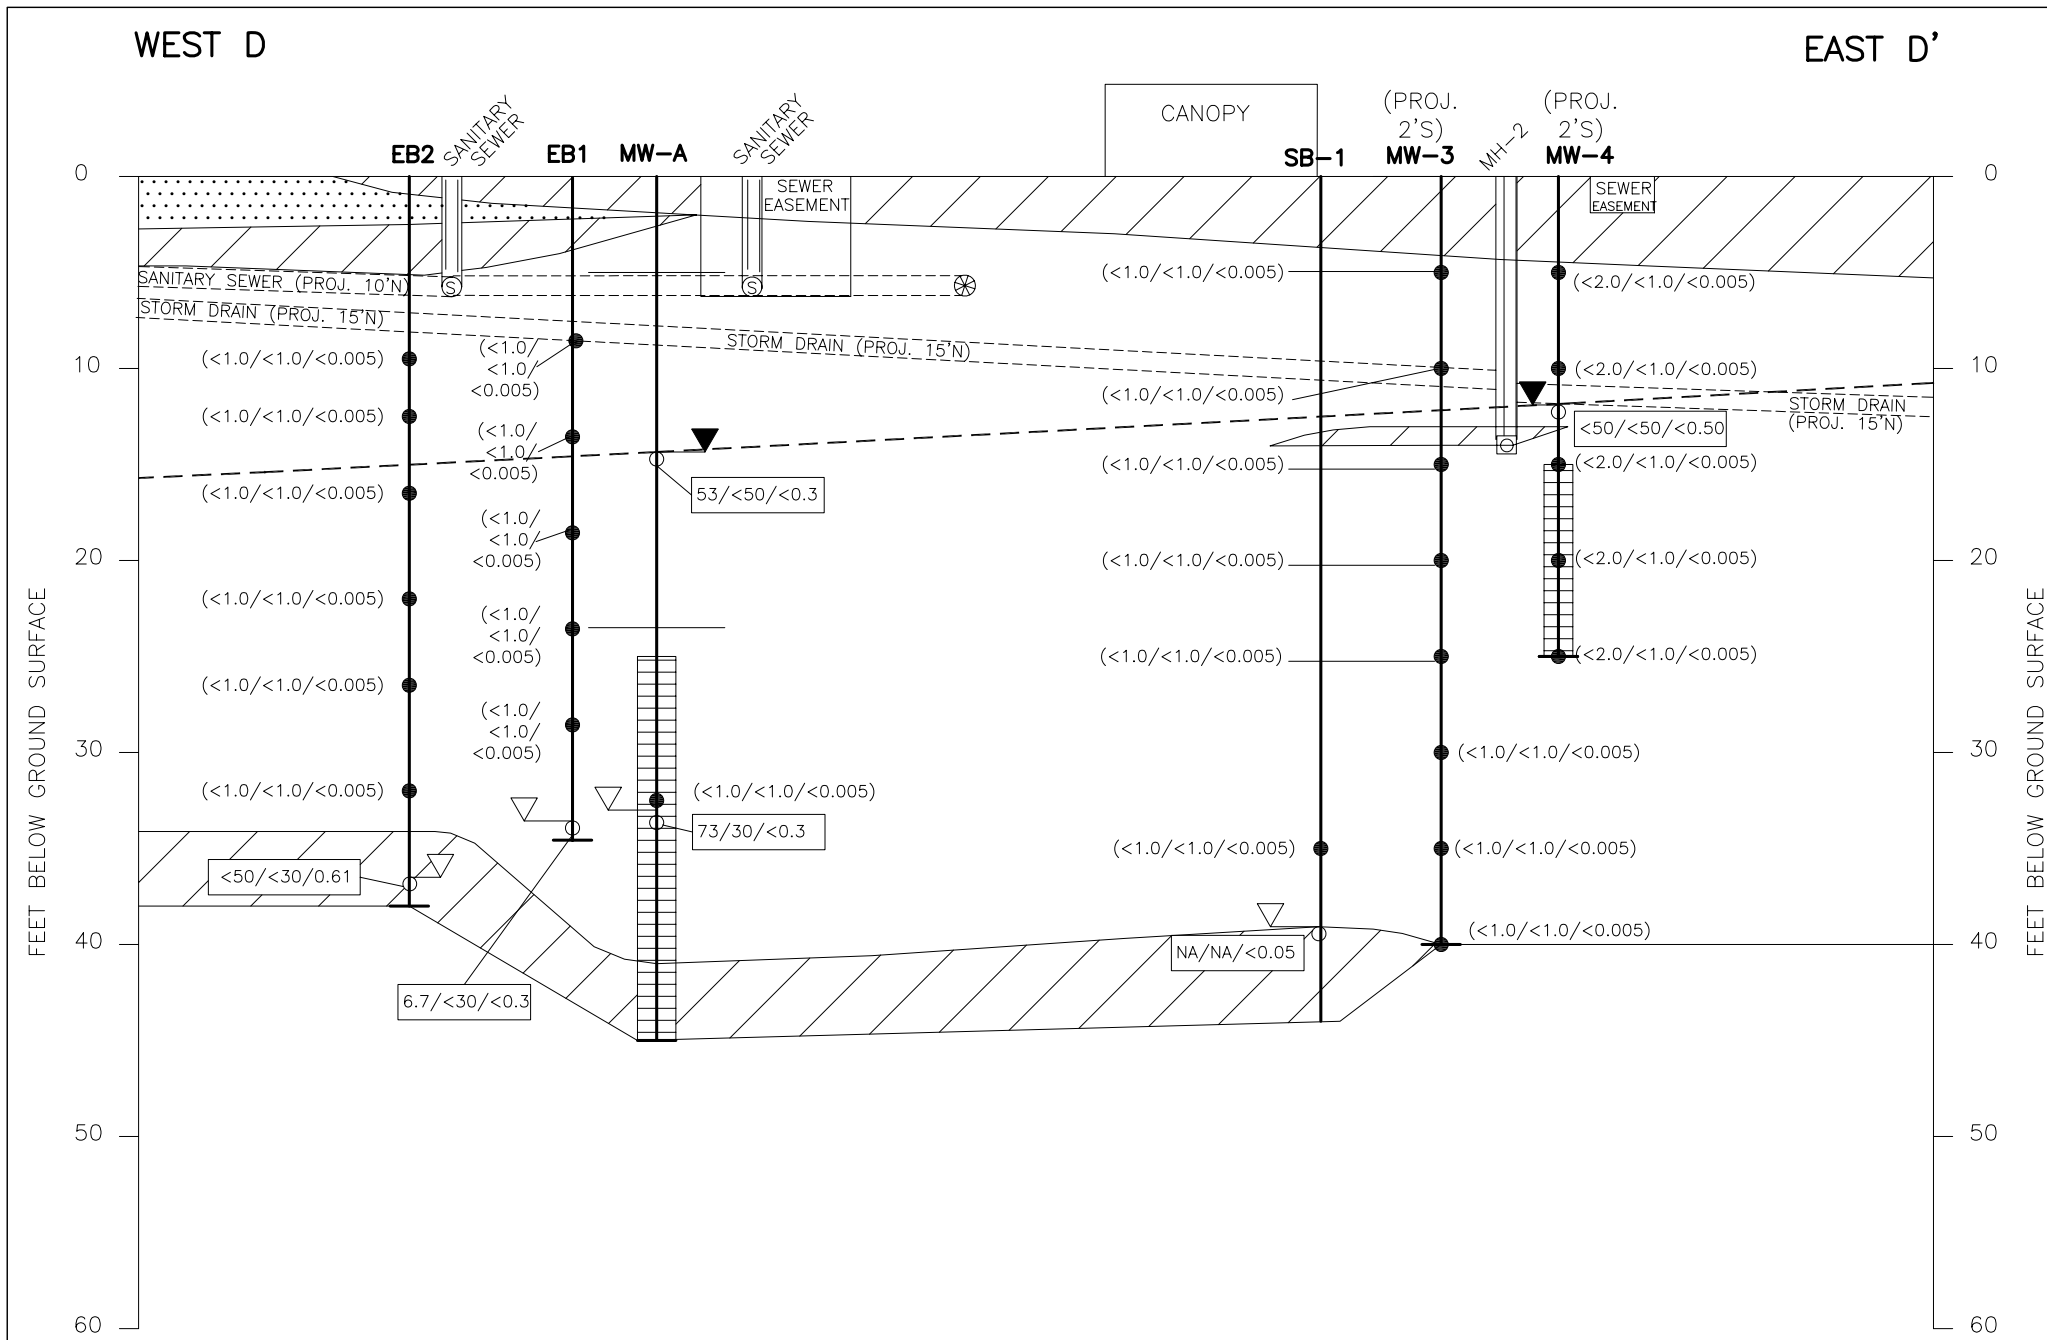 WEST D
EAST D'
CANOPY
(PROJ.
2'S)
(PROJ.
2'S)
EB2
SANITARY
SEWER
EB1
MW-A
SANITARY
SEWER
SB-1
MW-3
MH-2
MW-4
0
0
SEWER
EASEMENT
SEWER
EASEMENT
(<1.0/<1.0/<0.005)
(<2.0/<1.0/<0.005)
SANITARY SEWER (PROJ. 10'N)
S
S
STORM DRAIN (PROJ. 15'N)
STORM DRAIN (PROJ. 15'N)
10
10
(<1.0/<1.0/<0.005)
(<1.0/
<1.0/
<0.005)
(<2.0/<1.0/<0.005)
(<1.0/<1.0/<0.005)
STORM DRAIN
(PROJ. 15'N)
(<1.0/<1.0/<0.005)
(<1.0/
<1.0/
<0.005)
<50/<50/<0.50
(<1.0/<1.0/<0.005)
(<2.0/<1.0/<0.005)
(<1.0/<1.0/<0.005)
53/<50/<0.3
(<1.0/
<1.0/
<0.005)
20
20
(<1.0/<1.0/<0.005)
(<2.0/<1.0/<0.005)
(<1.0/<1.0/<0.005)
(<1.0/
<1.0/
<0.005)
(<1.0/<1.0/<0.005)
(<2.0/<1.0/<0.005)
(<1.0/<1.0/<0.005)
(<1.0/
<1.0/
<0.005)
30
30
(<1.0/<1.0/<0.005)
(<1.0/<1.0/<0.005)
(<1.0/<1.0/<0.005)
73/30/<0.3
(<1.0/<1.0/<0.005)
(<1.0/<1.0/<0.005)
<50/<30/0.61
(<1.0/<1.0/<0.005)
40
40
NA/NA/<0.05
6.7/<30/<0.3
50
50
60
60
FEET BELOW GROUND SURFACE
FEET BELOW GROUND SURFACE